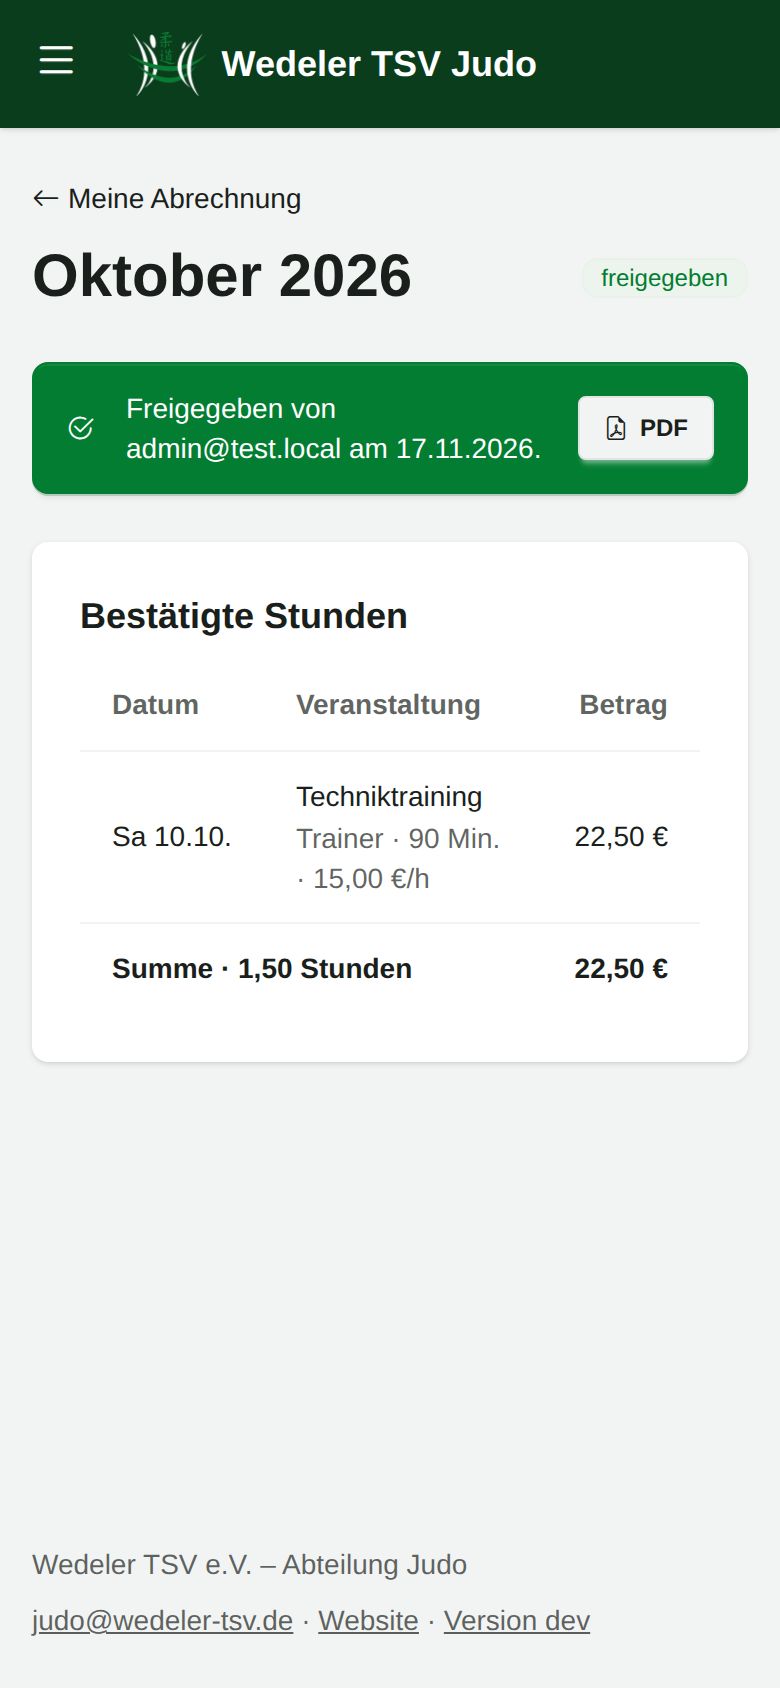 柔道
Wedeler TSV Judo
← Meine Abrechnung
Oktober 2026
freigegeben
Freigegeben von
admin@test.local am 17.11.2026.
PDF
Bestätigte Stunden
Datum Veranstaltung Betrag
Techniktraining
Sa 10.10. Trainer · 90 Min. 22,50 €
· 15,00 €/h
Summe · 1,50 Stunden 22,50 €
Wedeler TSV e.V. – Abteilung Judo
judo@wedeler-tsv.de · Website · Version dev